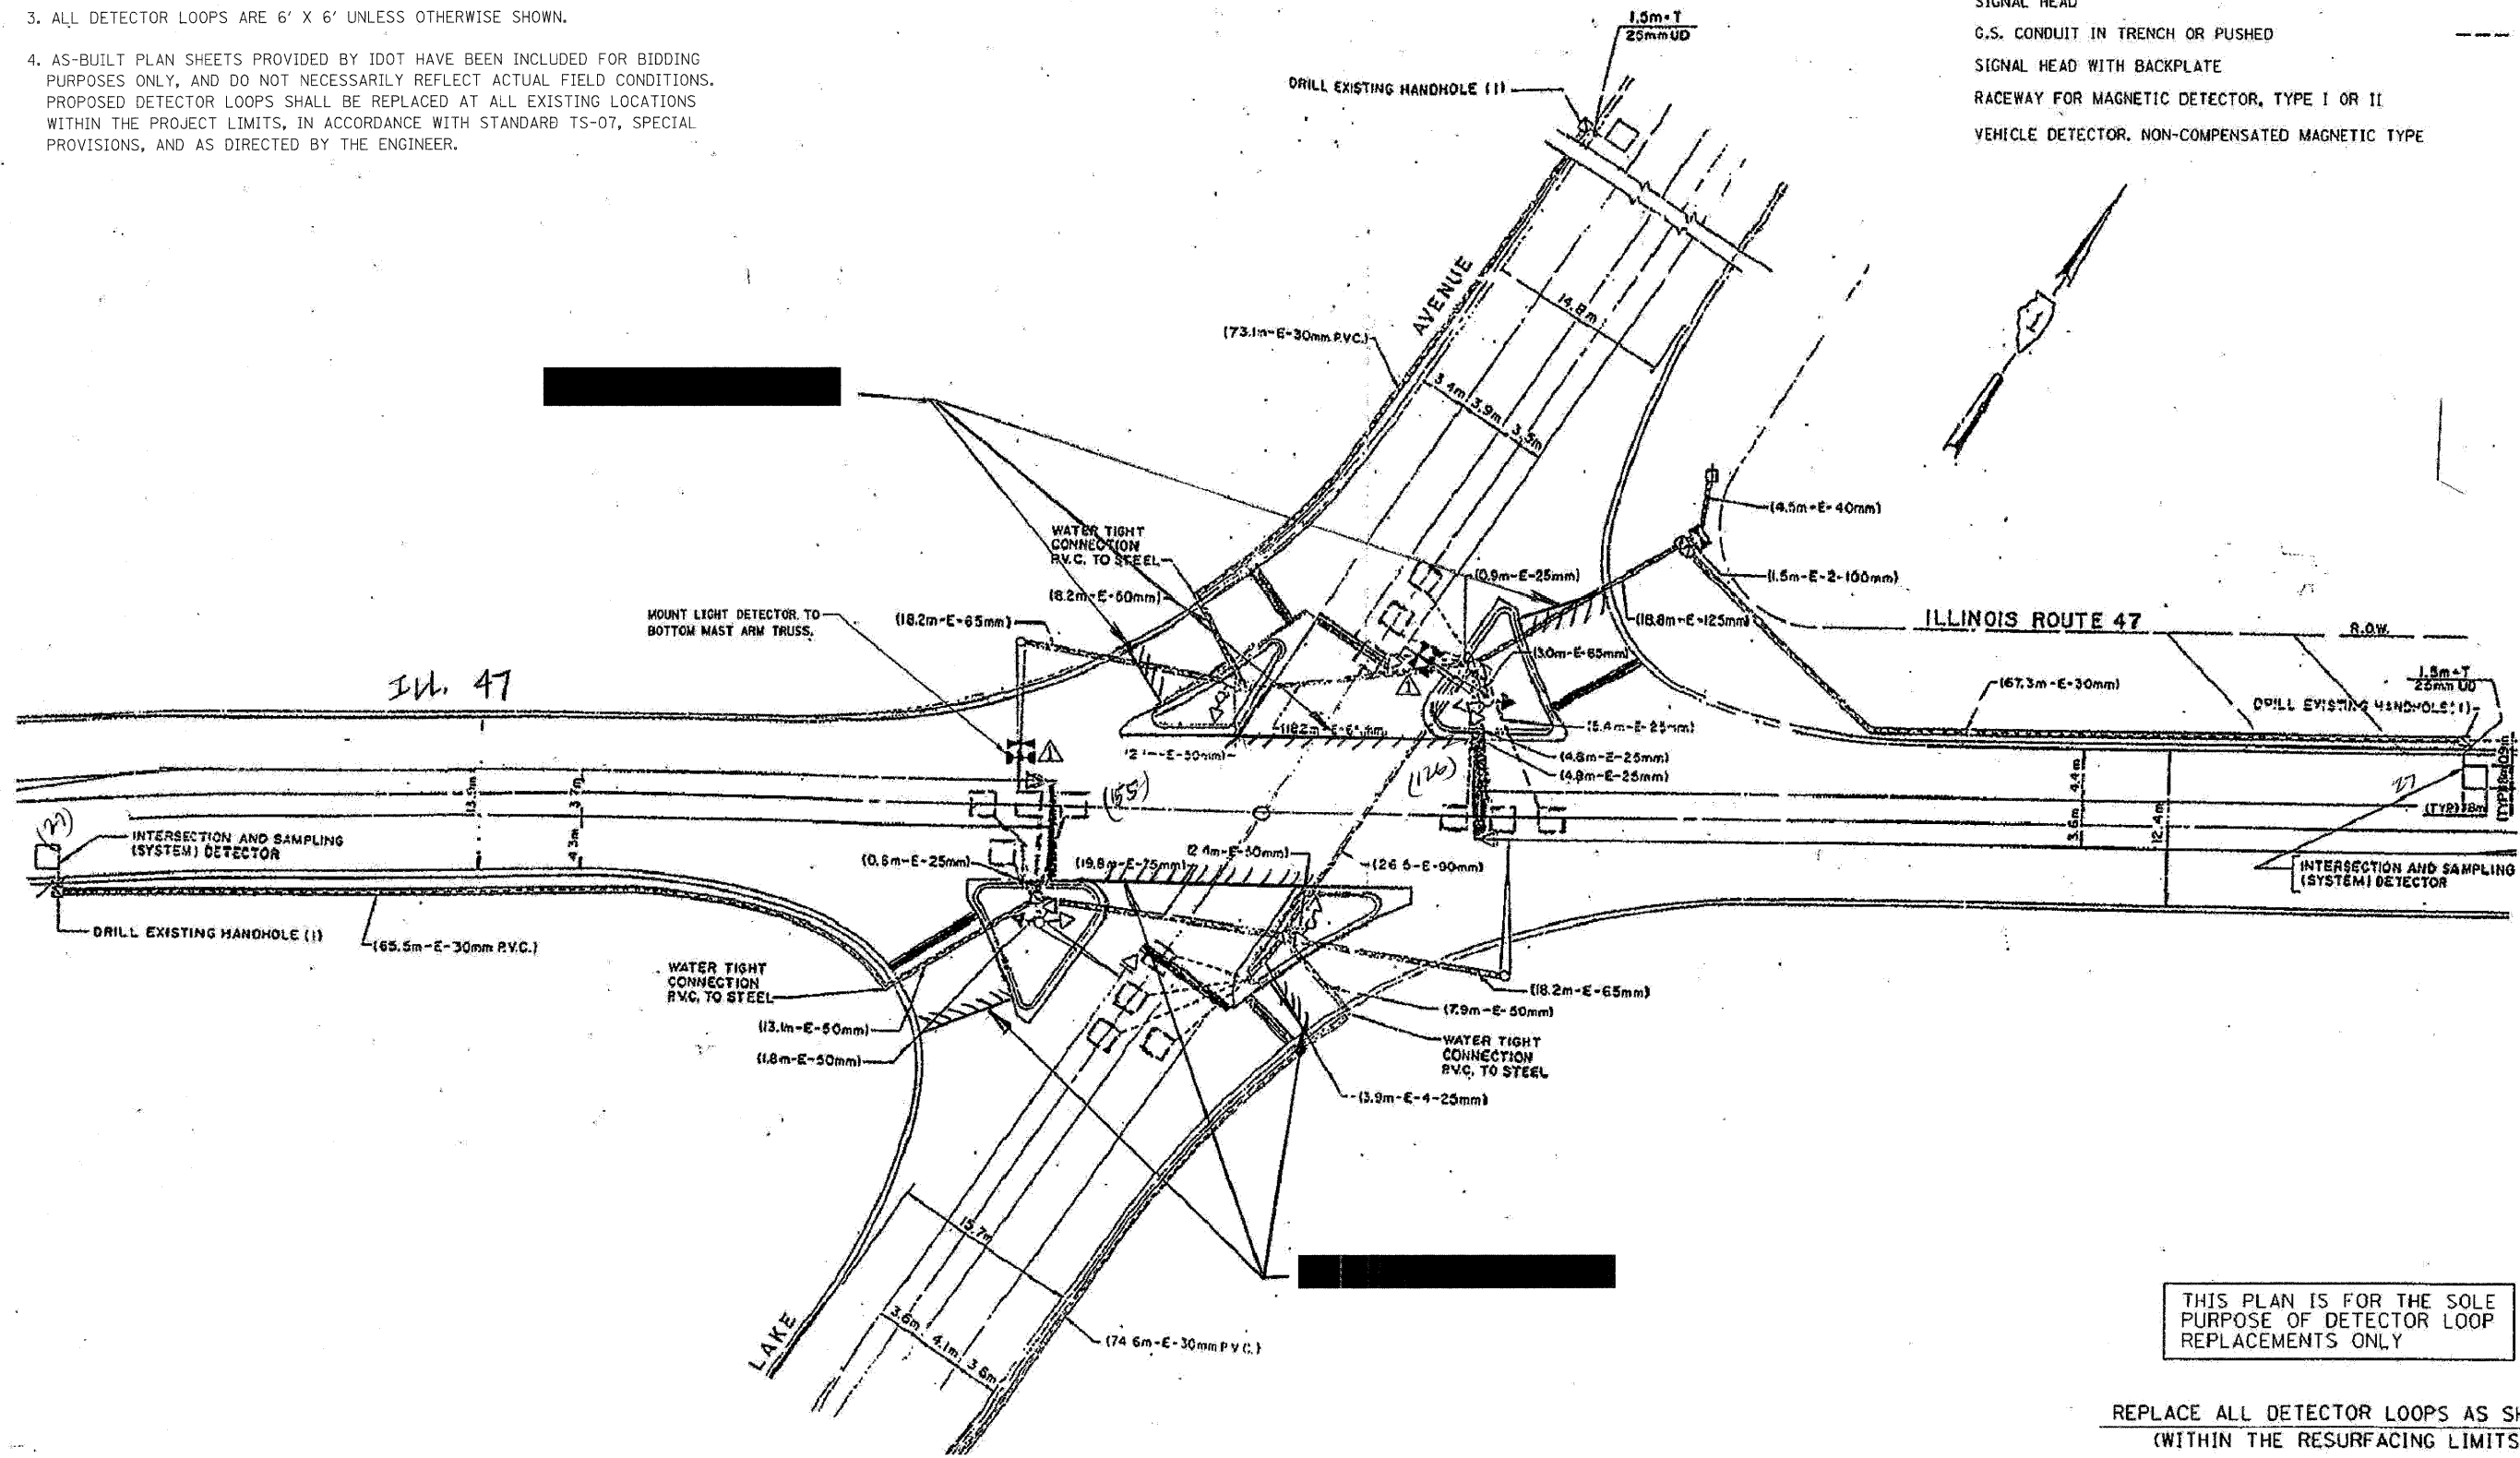 3. ALL DETECTOR LOOPS ARE 6' X 6' UNLESS OTHERWISE SHOWN.
4. AS-BUILT PLAN SHEETS PROVIDED BY IDOT HAVE BEEN INCLUDED FOR BIDDING
PURPOSES ONLY, AND DO NOT NECESSARILY REFLECT ACTUAL FIELD CONDITIONS.
PROPOSED DETECTOR LOOPS SHALL BE REPLACED AT ALL EXISTING LOCATIONS
WITHIN THE PROJECT LIMITS, IN ACCORDANCE WITH STANDARD TS-07, SPECIAL
PROVISIONS, AND AS DIRECTED BY THE ENGINEER.
SIGNAL HEAD
G.S. CONDUIT IN TRENCH OR PUSHED
SIGNAL HEAD WITH BACKPLATE
RACEWAY FOR MAGNETIC DETECTOR, TYPE I OR II
VEHICLE DETECTOR. NON-COMPENSATED MAGNETIC TYPE
1.5m-T
25mm UD
DRILL EXISTING HANDHOLE (1)
AVENUE
14.8m
(73.1m-E-30mm P.V.C.)
3.4m 3.9m 3.5m
WATER TIGHT
CONNECTION
P.V.C. TO STEEL
(8.2m-E-60mm)
(18.2m-E-65mm)
MOUNT LIGHT DETECTOR TO
BOTTOM MAST ARM TRUSS.
(4.5m-E-40mm)
(0.9m-E-25mm)
(1.5m-E-2-100mm)
(18.8m-E-125mm)
ILLINOIS ROUTE 47
R.O.W.
(3.0m-E-65mm)
(67.3m-E-30mm)
1.5m-T
25mm UD
DRILL EXISTING HANDHOLE (1)
ILL. 47
1
1
(5.4m-E-25mm)
(4.8m-E-25mm)
(4.8m-E-25mm)
(155)
(126)
27
13.9m
3.7m
4.3m
4.4m
3.6m
12.4m
(TYP)
(27)
INTERSECTION AND SAMPLING
(SYSTEM) DETECTOR
(0.6m-E-25mm)
(19.8m-E-75mm)
(26.5-E-90mm)
INTERSECTION AND SAMPLING
(SYSTEM) DETECTOR
DRILL EXISTING HANDHOLE (1)
(65.5m-E-30mm P.V.C.)
WATER TIGHT
CONNECTION
P.V.C. TO STEEL
(13.1m-E-50mm)
(1.8m-E-50mm)
(18.2m-E-65mm)
(7.9m-E-50mm)
WATER TIGHT
CONNECTION
P.V.C. TO STEEL
(3.9m-E-4-25mm)
15.7m
LAKE
3.6m 4.1m 3.6m
(74.6m-E-30mm P.V.C.)
THIS PLAN IS FOR THE SOLE
PURPOSE OF DETECTOR LOOP
REPLACEMENTS ONLY
REPLACE ALL DETECTOR LOOPS AS
(WITHIN THE RESURFACING LIMITS